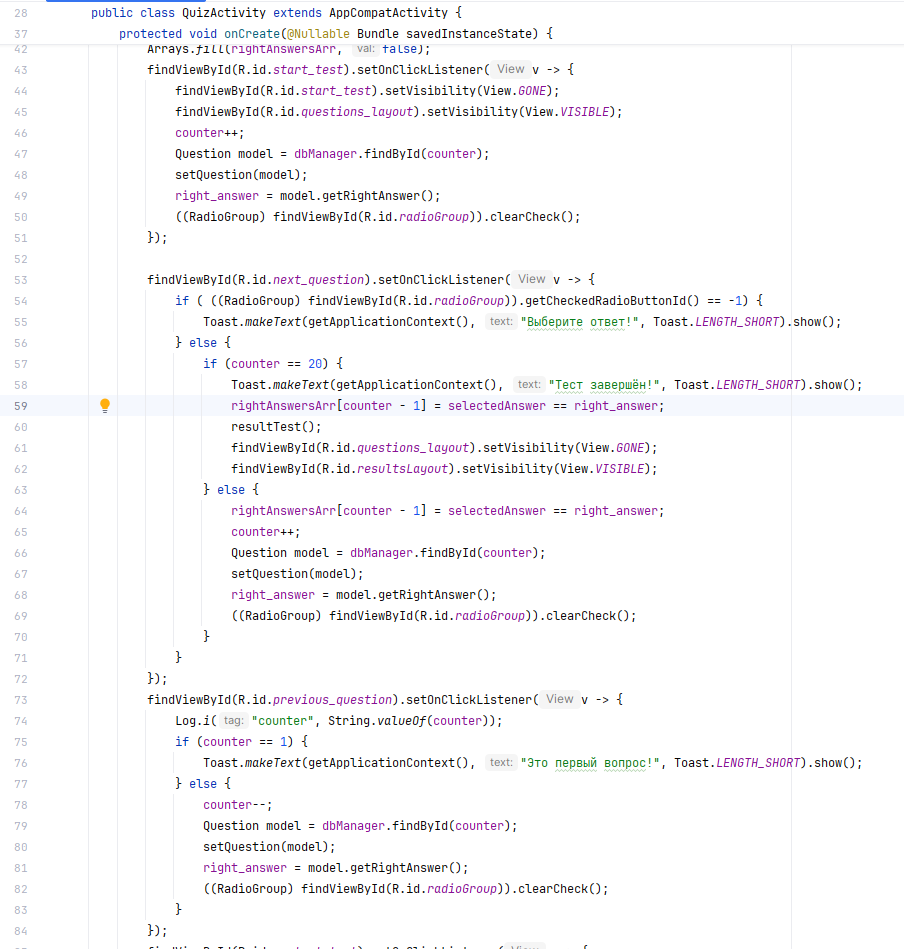 28 public class QuizActivity extends AppCompatActivity {
37 protected void onCreate(@Nullable Bundle savedInstanceState) {
42 Arrays.fill(rightAnswersArr, val: false);
43 findViewById(R.id.start_test).setOnClickListener( View v -> {
44 findViewById(R.id.start_test).setVisibility(View.GONE);
45 findViewById(R.id.questions_layout).setVisibility(View.VISIBLE);
46 counter++;
47 Question model = dbManager.findById(counter);
48 setQuestion(model);
49 right_answer = model.getRightAnswer();
50 ((RadioGroup) findViewById(R.id.radioGroup)).clearCheck();
51 });
52
53 findViewById(R.id.next_question).setOnClickListener( View v -> {
54 if ( ((RadioGroup) findViewById(R.id.radioGroup)).getCheckedRadioButtonId() == -1) {
55 Toast.makeText(getApplicationContext(), text: "Выберите ответ!", Toast.LENGTH_SHORT).show();
56 } else {
57 if (counter == 20) {
58 Toast.makeText(getApplicationContext(), text: "Тест завершён!", Toast.LENGTH_SHORT).show();
59 rightAnswersArr[counter - 1] = selectedAnswer == right_answer;
60 resultTest();
61 findViewById(R.id.questions_layout).setVisibility(View.GONE);
62 findViewById(R.id.resultsLayout).setVisibility(View.VISIBLE);
63 } else {
64 rightAnswersArr[counter - 1] = selectedAnswer == right_answer;
65 counter++;
66 Question model = dbManager.findById(counter);
67 setQuestion(model);
68 right_answer = model.getRightAnswer();
69 ((RadioGroup) findViewById(R.id.radioGroup)).clearCheck();
70 }
71 }
72 });
73 findViewById(R.id.previous_question).setOnClickListener( View v -> {
74 Log.i( tag: "counter", String.valueOf(counter));
75 if (counter == 1) {
76 Toast.makeText(getApplicationContext(), text: "Это первый вопрос!", Toast.LENGTH_SHORT).show();
77 } else {
78 counter--;
79 Question model = dbManager.findById(counter);
80 setQuestion(model);
81 right_answer = model.getRightAnswer();
82 ((RadioGroup) findViewById(R.id.radioGroup)).clearCheck();
83 }
84 });